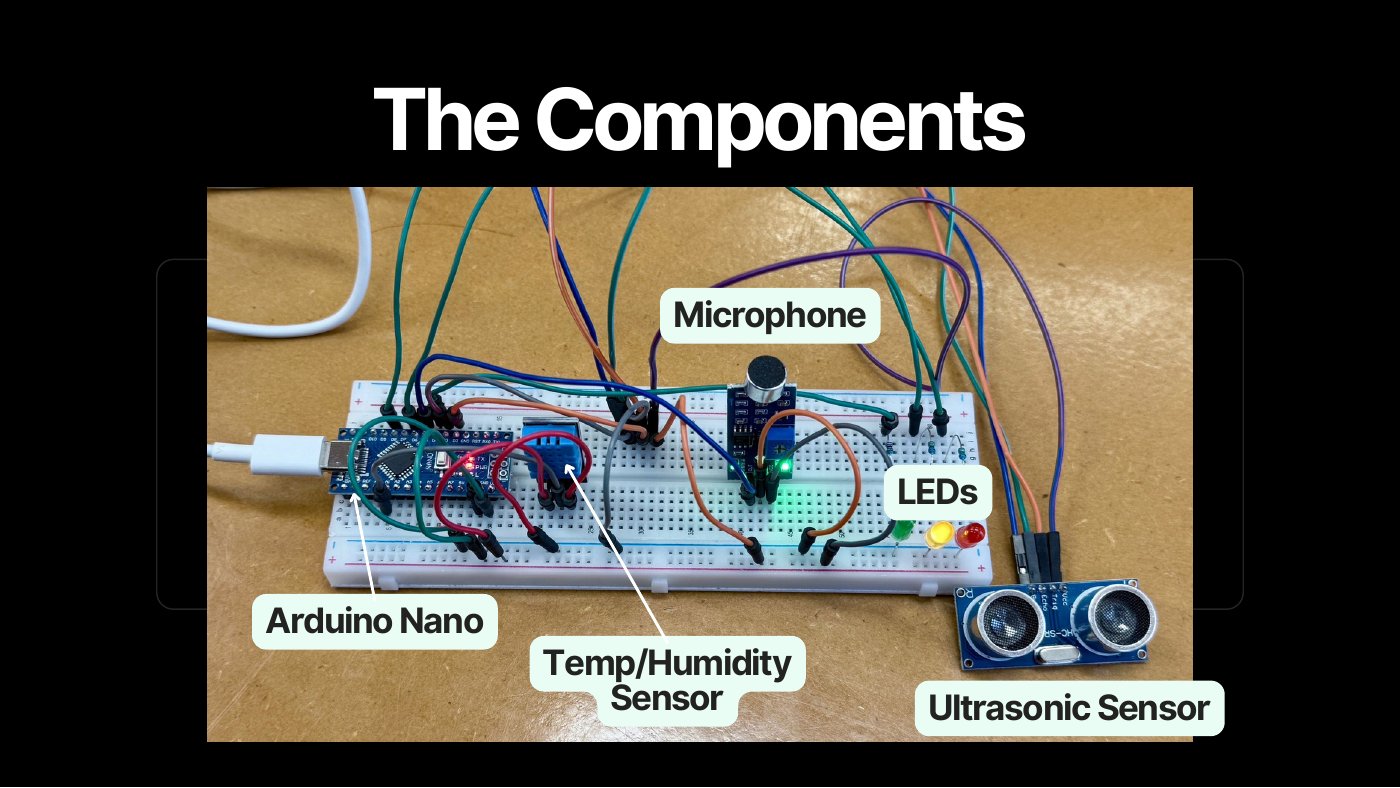 The Components
Microphone
LEDs
Arduino Nano
Temp/Humidity
Sensor
Ultrasonic Sensor